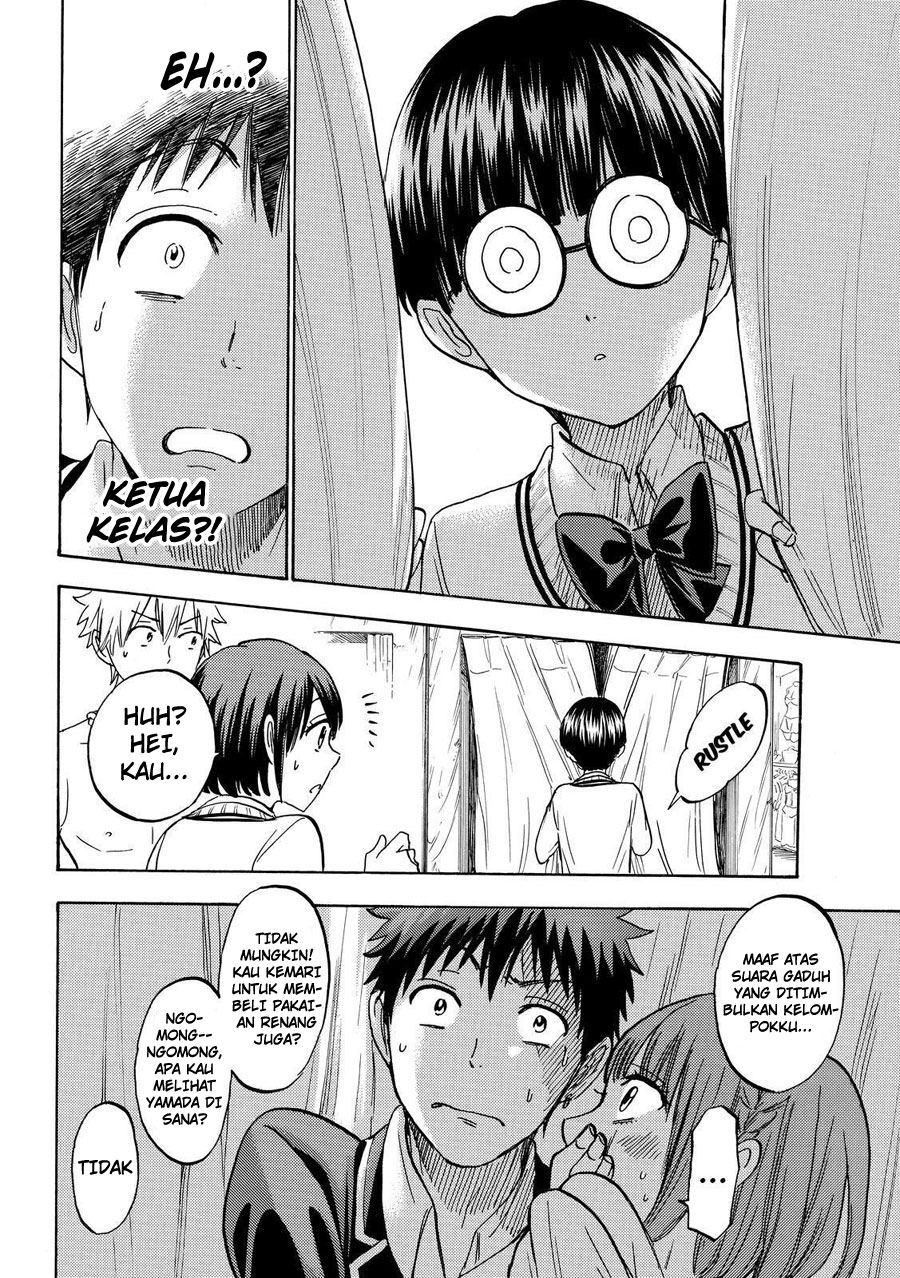 EH...?
KETUA
KELAS?!
RUSTLE
HUH?
HEI,
KAU...
MAAF ATAS
SUARA GADUH
YANG DITIM-
BULKAN KELOM-
POKKU...
...
TIDAK
MUNGKIN!
KAU KEMARI
UNTUK MEM-
BELI PAKAI-
AN RENANG
JUGA?
NGO-
MONG--
NGOMONG,
APA KAU
MELIHAT
YAMADA DI
SANA?
TIDAK